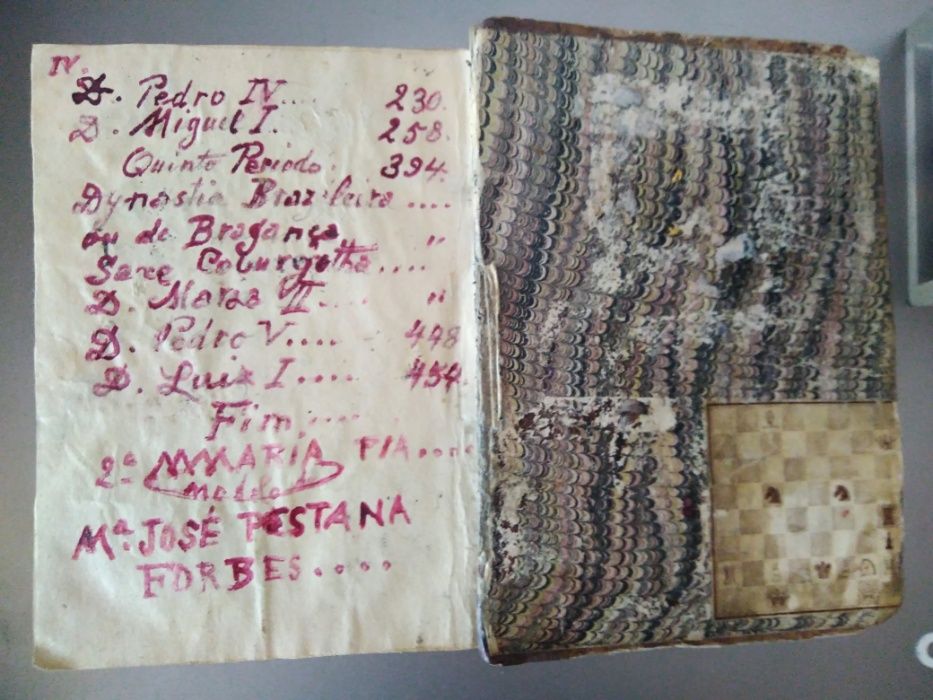 IV.
D. Pedro IV... 230.
D. Miguel I. 258.
Quinto Periodo. 394.
Dynastia Brazileira ....
ou de Bragança "
Saxe Coburgotha....
D. Maria II.... "
D. Pedro V.... 448
D. Luiz I.... 454.
Fim.....
2ª MMARIA PIA....
Mª. JOSÉ PESTANA
FORBES....